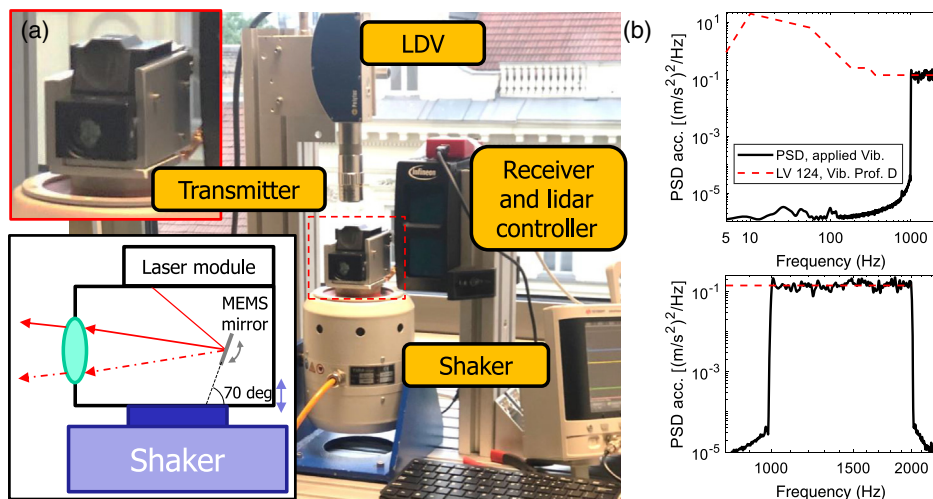 (a)
LDV
Transmitter
Receiver
and lidar
controller
Infineon
Shaker
Laser module
MEMS
mirror
70 deg
Shaker
(b)
PSD acc. [(m/s²)²/Hz]
10¹
10⁻¹
10⁻³
10⁻⁵
PSD, applied Vib.
LV 124, Vib. Prof. D
5 10 100 1000
Frequency (Hz)
PSD acc. [(m/s²)²/Hz]
10⁻¹
10⁻³
10⁻⁵
1000 1500 2000
Frequency (Hz)